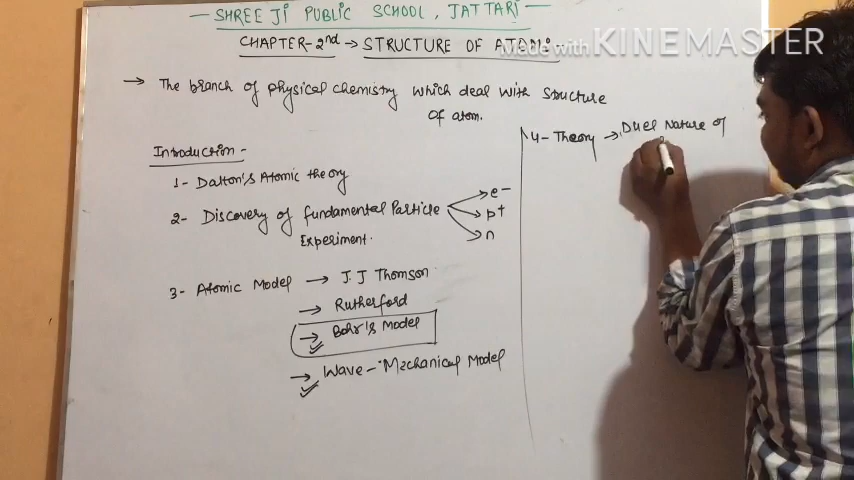 — SHREE JI PUBLIC SCHOOL, JATTARI —
CHAPTER-2nd → STRUCTURE OF ATOM:-
made with KINEMASTER
→ The branch of physical chemistry which deal with structure
of atom.
Introduction -
1- Dalton's Atomic theory
2- Discovery of fundamental Particle → e-
→ p+
Experiment. → n
3- Atomic Model → J.J Thomson
→ Rutherford
→ Bohr's Model
→ Wave-Mechanical Model
4- Theory → Duel Nature of